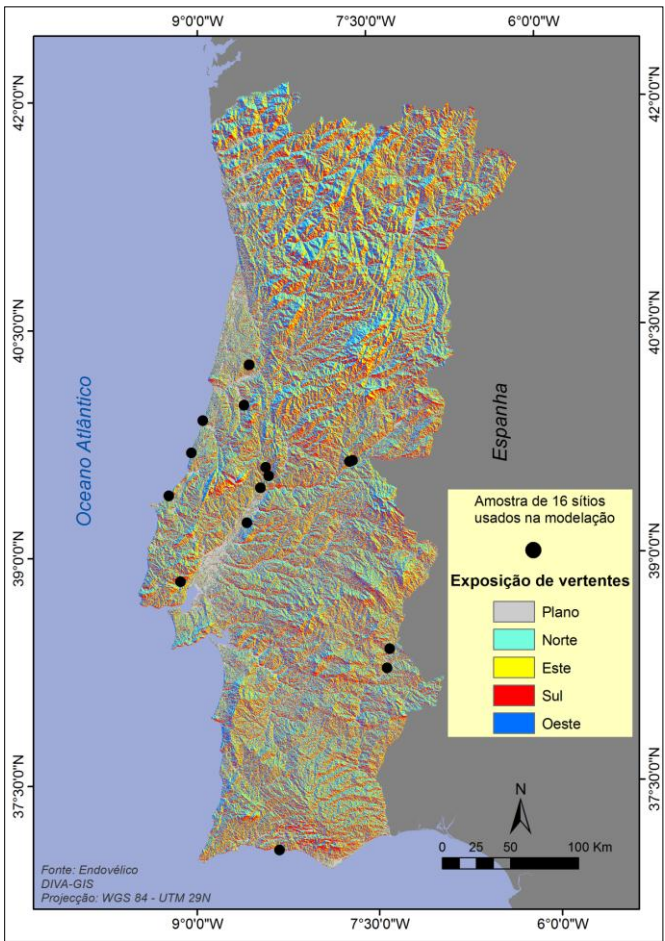 9°0'0"W
7°30'0"W
6°0'0"W
42°0'0"N
42°0'0"N
40°30'0"N
40°30'0"N
Oceano Atlântico
Espanha
Amostra de 16 sítios
usados na modelação
Exposição de vertentes
Plano
Norte
Este
Sul
Oeste
39°0'0"N
39°0'0"N
37°30'0"N
37°30'0"N
N
0 25 50 100 Km
Fonte: Endovélico
DIVA-GIS
Projecção: WGS 84 - UTM 29N
9°0'0"W
7°30'0"W
6°0'0"W